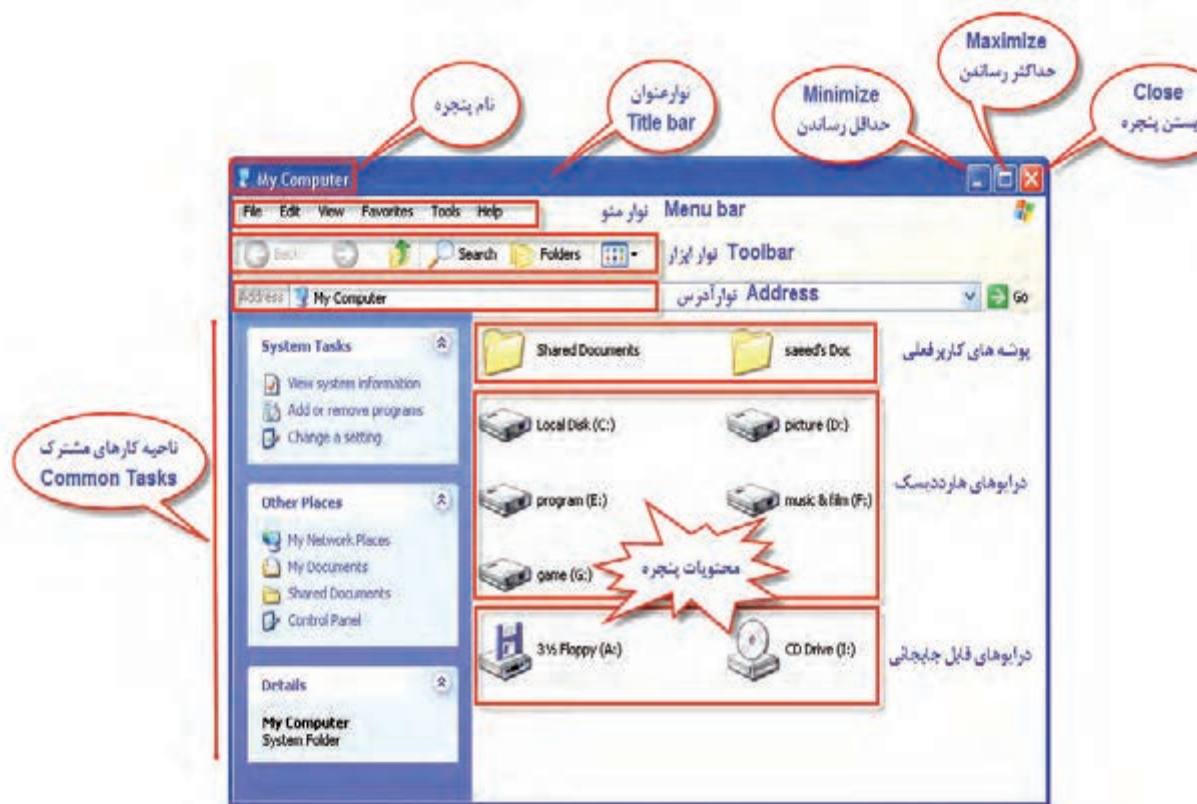 Maximize
حداکثر رساندن
نام پنجره
نوارعنوان
Title bar
Minimize
حداقل رساندن
Close
بستن پنجره
My Computer
File Edit View Favorites Tools Help
نوار منو Menu bar
Back Search Folders
نوار ابزار Toolbar
Address My Computer
نوار آدرس Address
Go
System Tasks
View system information
Add or remove programs
Change a setting
Shared Documents
saeed's Doc
پوشه های کاربر فعلی
ناحیه کارهای مشترک
Common Tasks
Other Places
My Network Places
My Documents
Shared Documents
Control Panel
Local Disk (C:)
picture (D:)
program (E:)
music & film (F:)
game (G:)
درایوهای هارددیسک
محتویات پنجره
Details
My Computer
System Folder
3½ Floppy (A:)
CD Drive (I:)
درایوهای قابل جابجائی